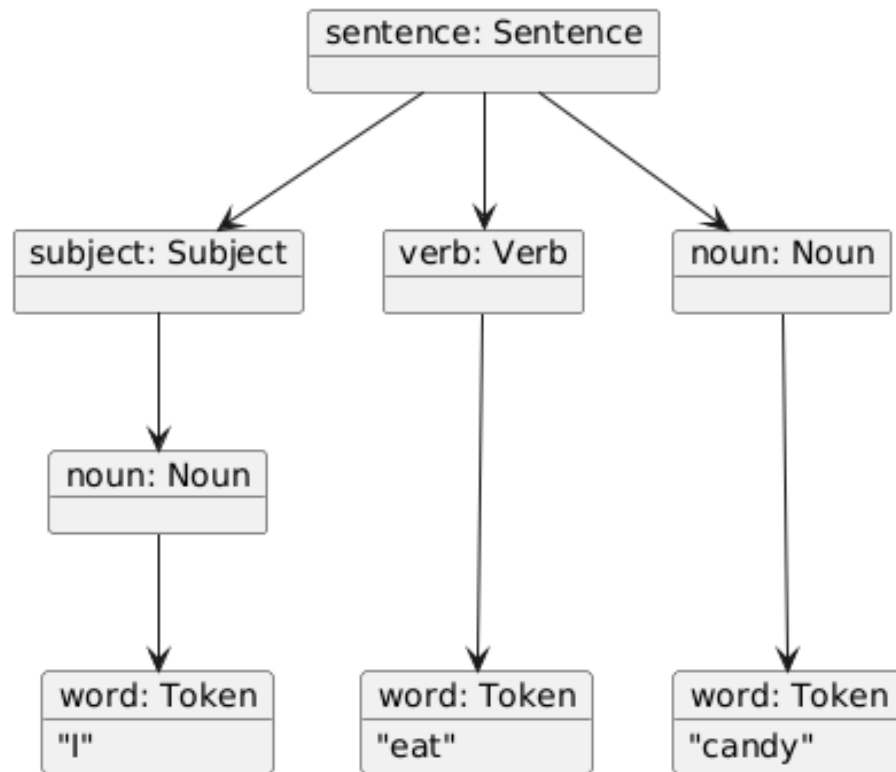 sentence: Sentence
subject: Subject
verb: Verb
noun: Noun
noun: Noun
word: Token
"I"
word: Token
"eat"
word: Token
"candy"